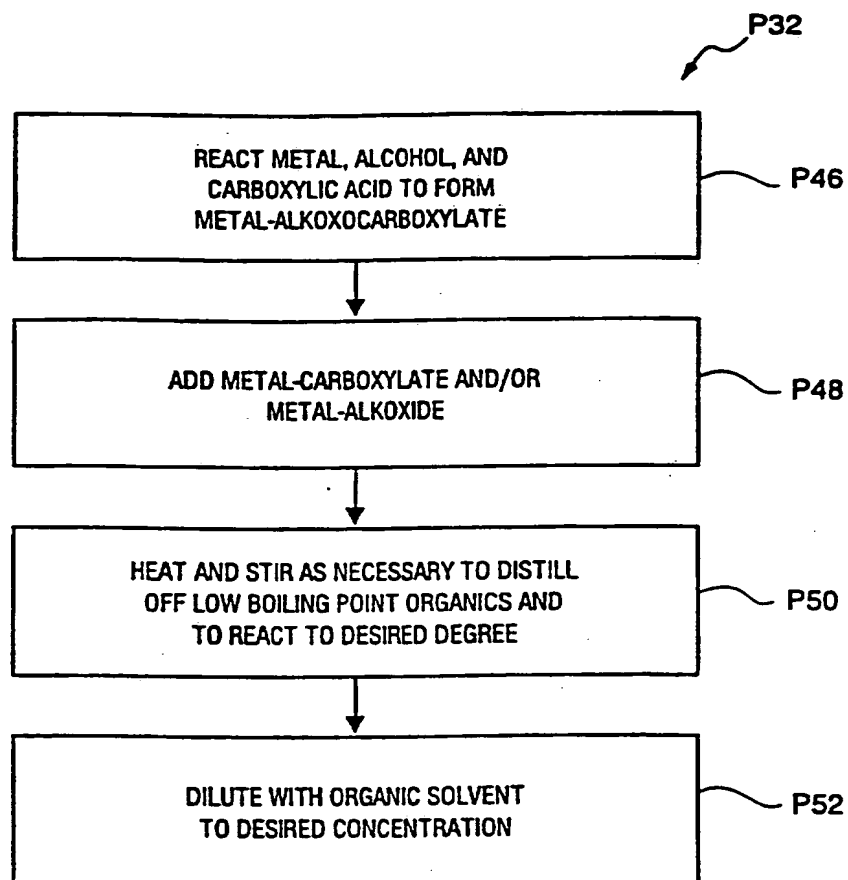 P32
REACT METAL, ALCOHOL, AND
CARBOXYLIC ACID TO FORM
METAL-ALKOXOCARBOXYLATE
P46
ADD METAL-CARBOXYLATE AND/OR
METAL-ALKOXIDE
P48
HEAT AND STIR AS NECESSARY TO DISTILL
OFF LOW BOILING POINT ORGANICS AND
TO REACT TO DESIRED DEGREE
P50
DILUTE WITH ORGANIC SOLVENT
TO DESIRED CONCENTRATION
P52